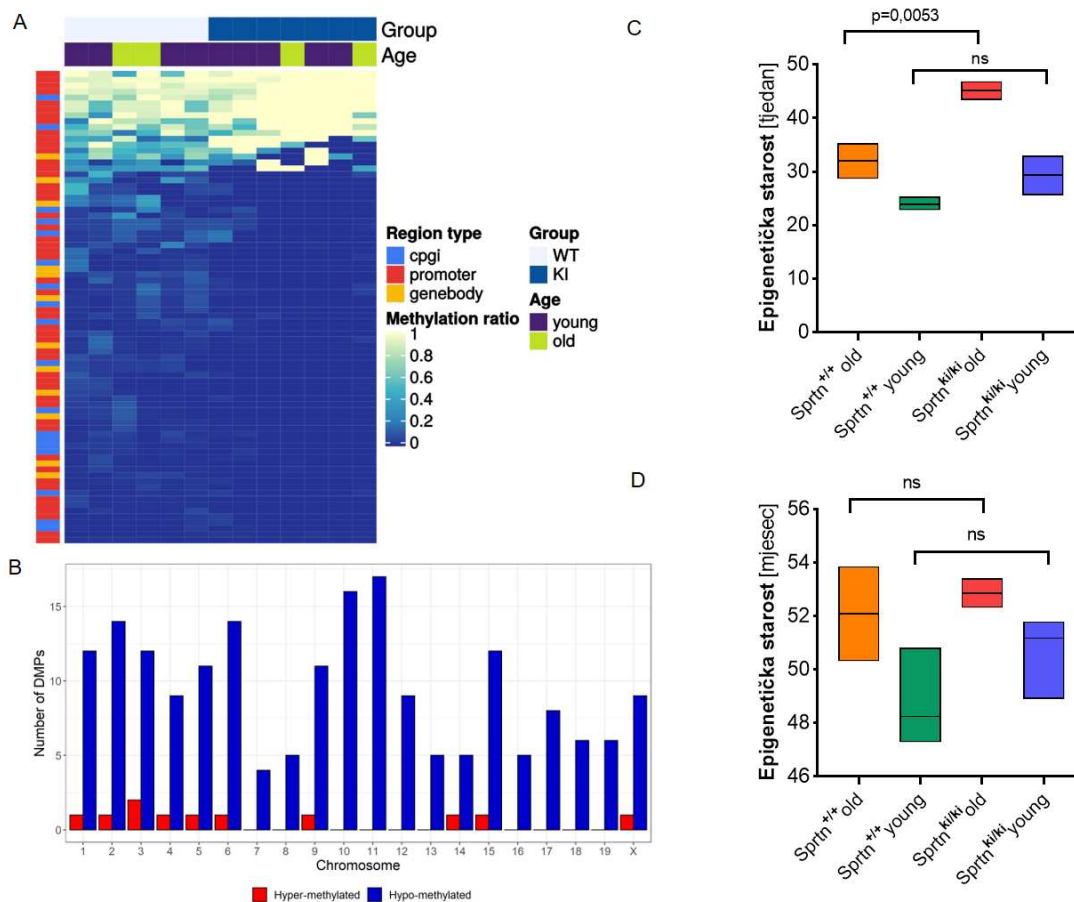 A
Group
Age
Region type
cpgi
promoter
genebody
Methylation ratio
1
0.8
0.6
0.4
0.2
0
Group
WT
KI
Age
young
old
B
Number of DMPs
15
10
5
0
1 2 3 4 5 6 7 8 9 10 11 12 13 14 15 16 17 18 19 X
Chromosome
Hyper-methylated Hypo-methylated
C
p=0,0053
ns
Epigenetička starost [tjedan]
50
40
30
20
10
0
Sprtn+/+ old
Sprtn+/+ young
Sprtnki/ki old
Sprtnki/ki young
D
ns
ns
Epigenetička starost [mjesec]
56
54
52
50
48
46
Sprtn+/+ old
Sprtn+/+ young
Sprtnki/ki old
Sprtnki/ki young